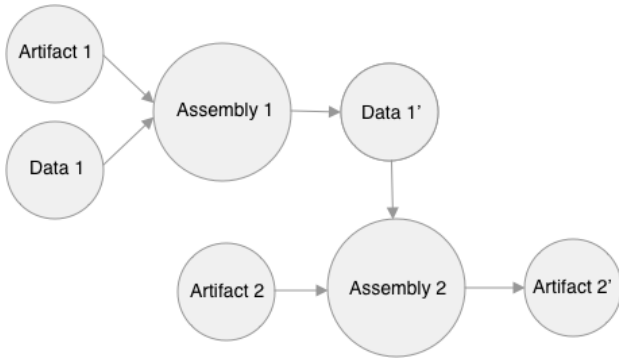 Artifact 1
Assembly 1
Data 1’
Data 1
Artifact 2
Assembly 2
Artifact 2’